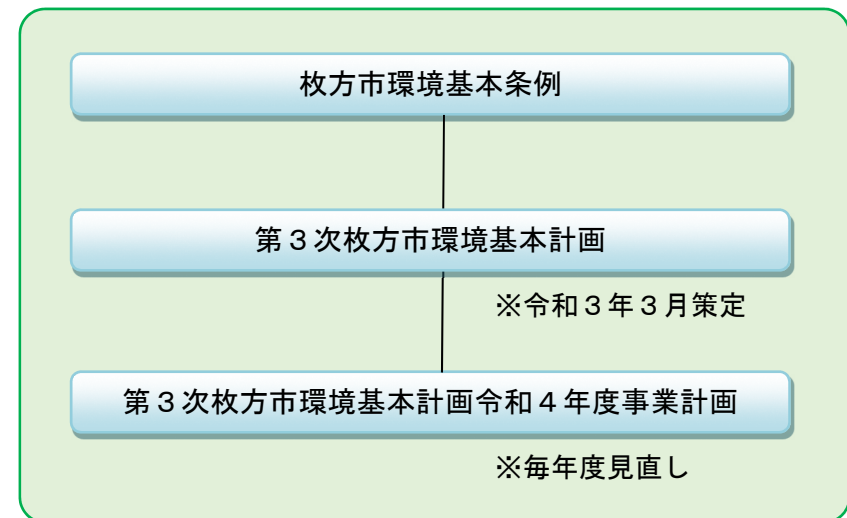 枚方市環境基本条例
第３次枚方市環境基本計画
※令和３年３月策定
第３次枚方市環境基本計画令和４年度事業計画
※毎年度見直し